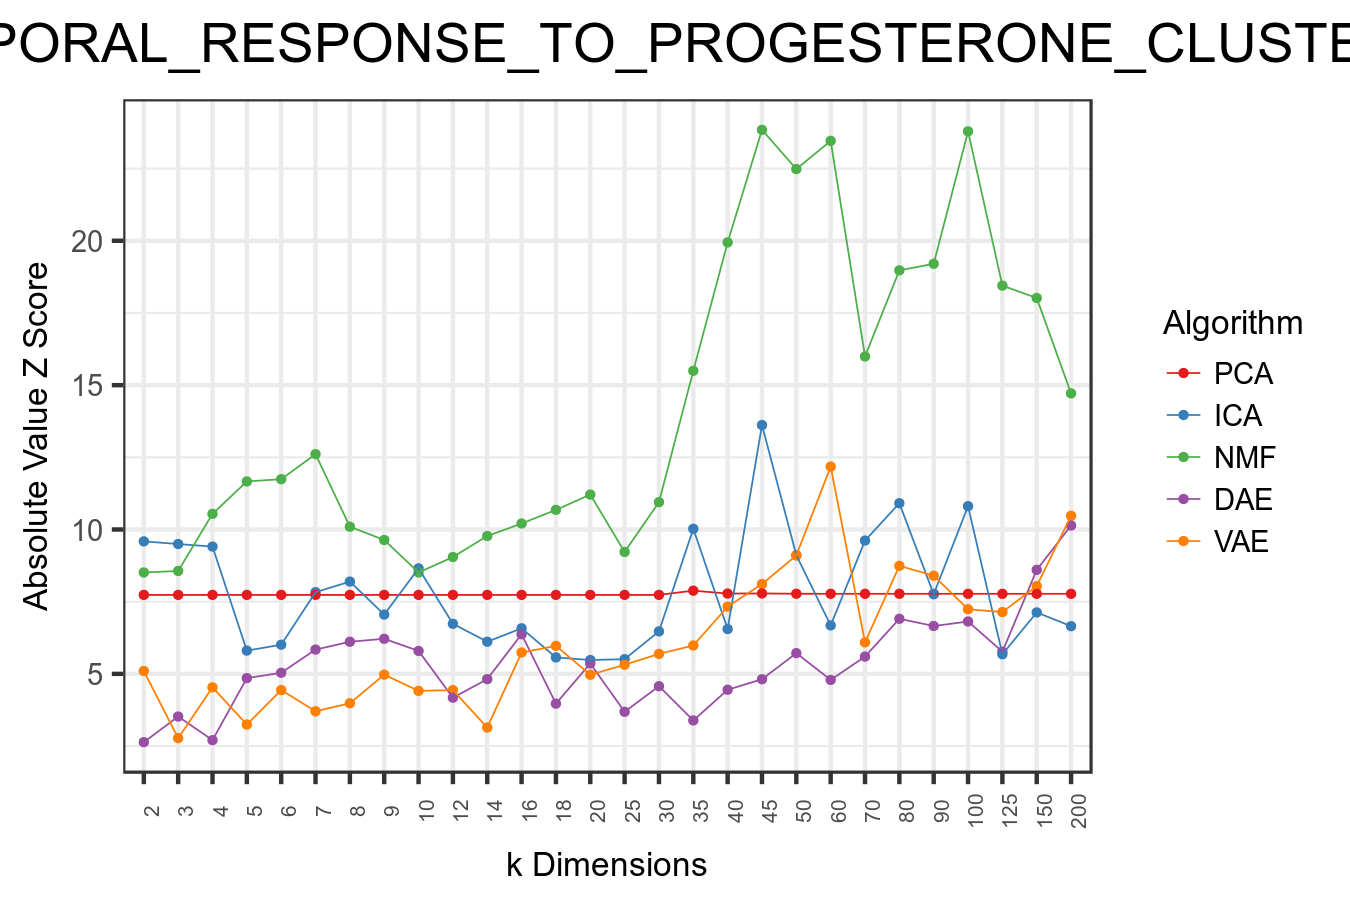 PORAL_RESPONSE_TO_PROGESTERONE_CLUSTE
Absolute Value Z Score
20
15
10
5
2 3 4 5 6 7 8 9 10 12 14 16 18 20 25 30 35 40 45 50 60 70 80 90 100 125 150 200
k Dimensions
Algorithm
PCA
ICA
NMF
DAE
VAE